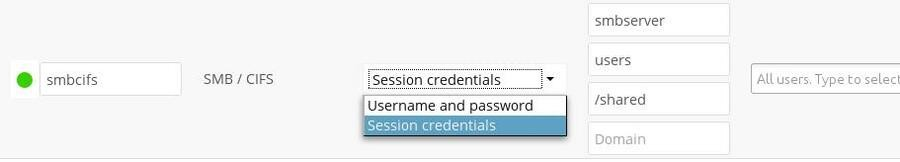 smbcifs
SMB / CIFS
Session credentials
Username and password
Session credentials
smbserver
users
/shared
Domain
All users. Type to select